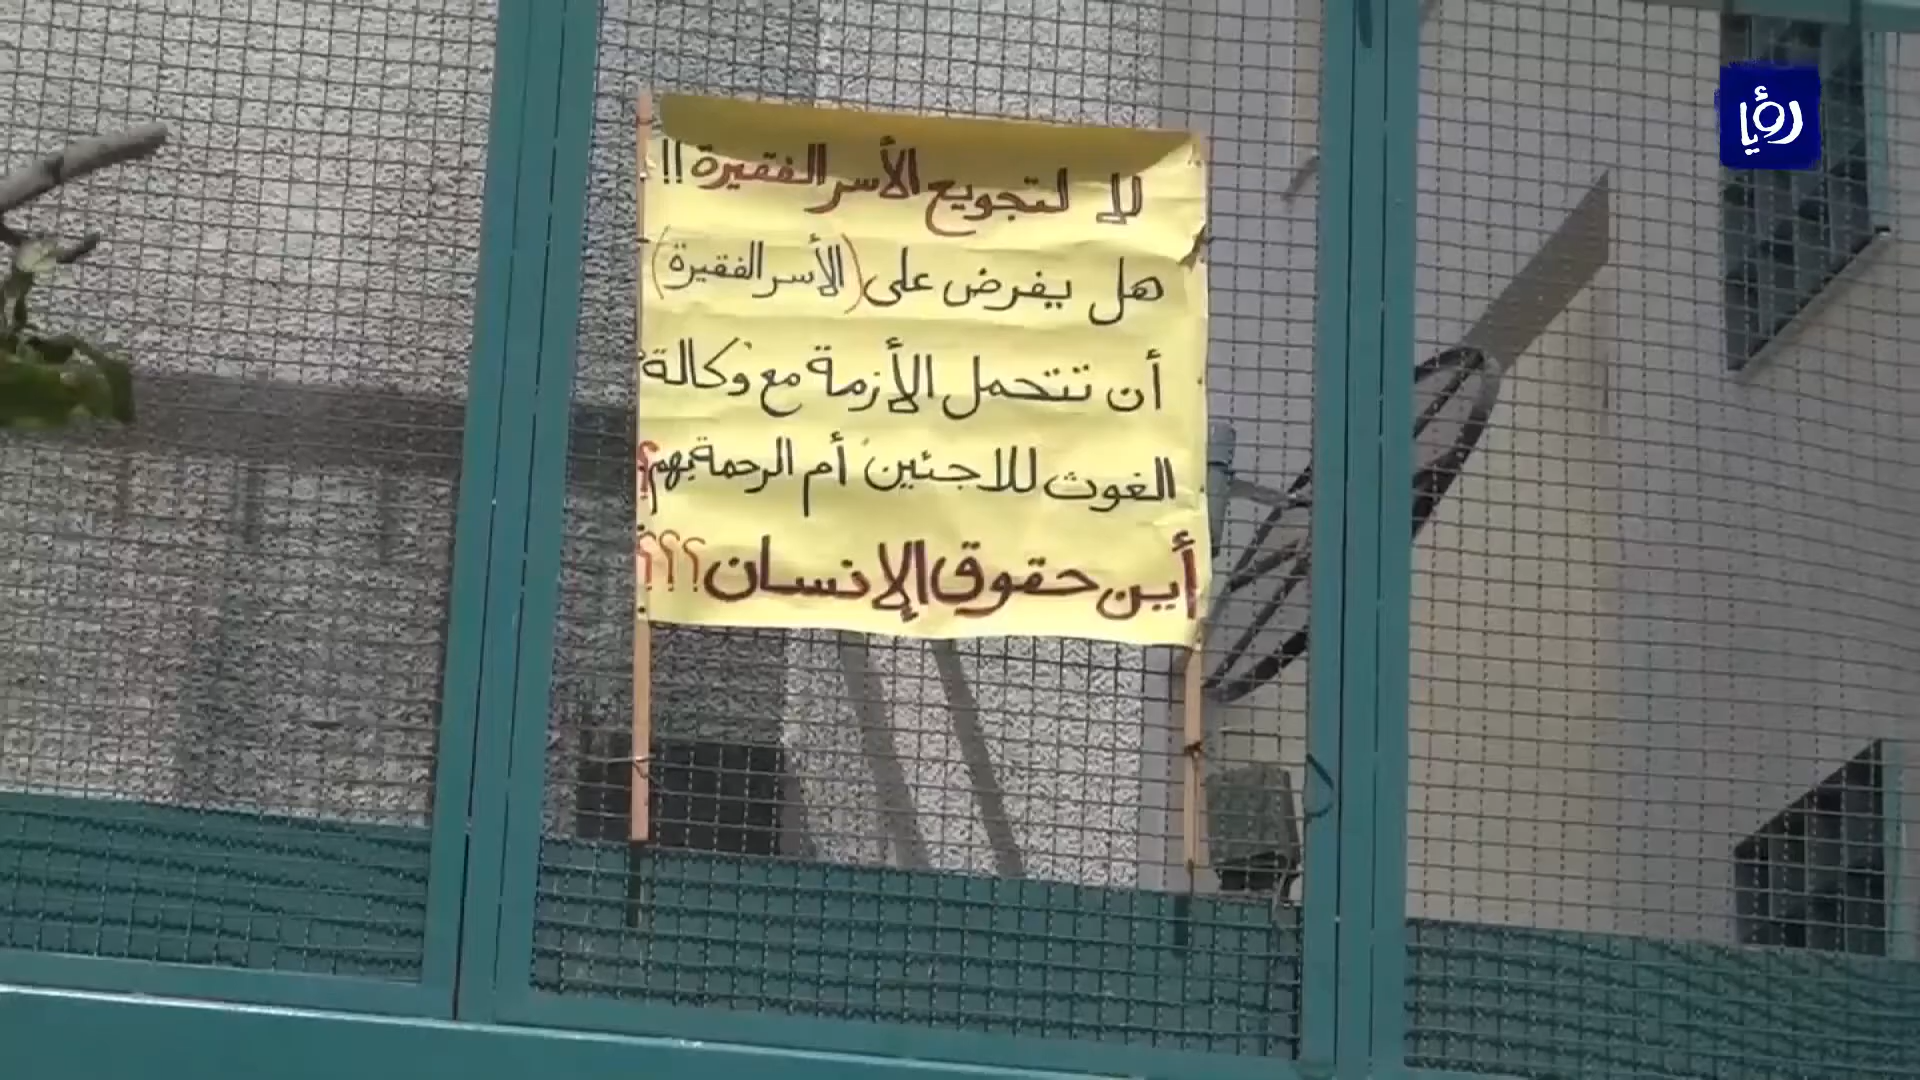 رؤيا
لا لتجويع الأسر الفقيرة !!
هل يفرض على (الأسر الفقيرة)
أن تتحمل الأزمة مع وكالة
الغوث للاجئين أم الرحمة بهم؟
أين حقوق الإنسان ؟؟؟